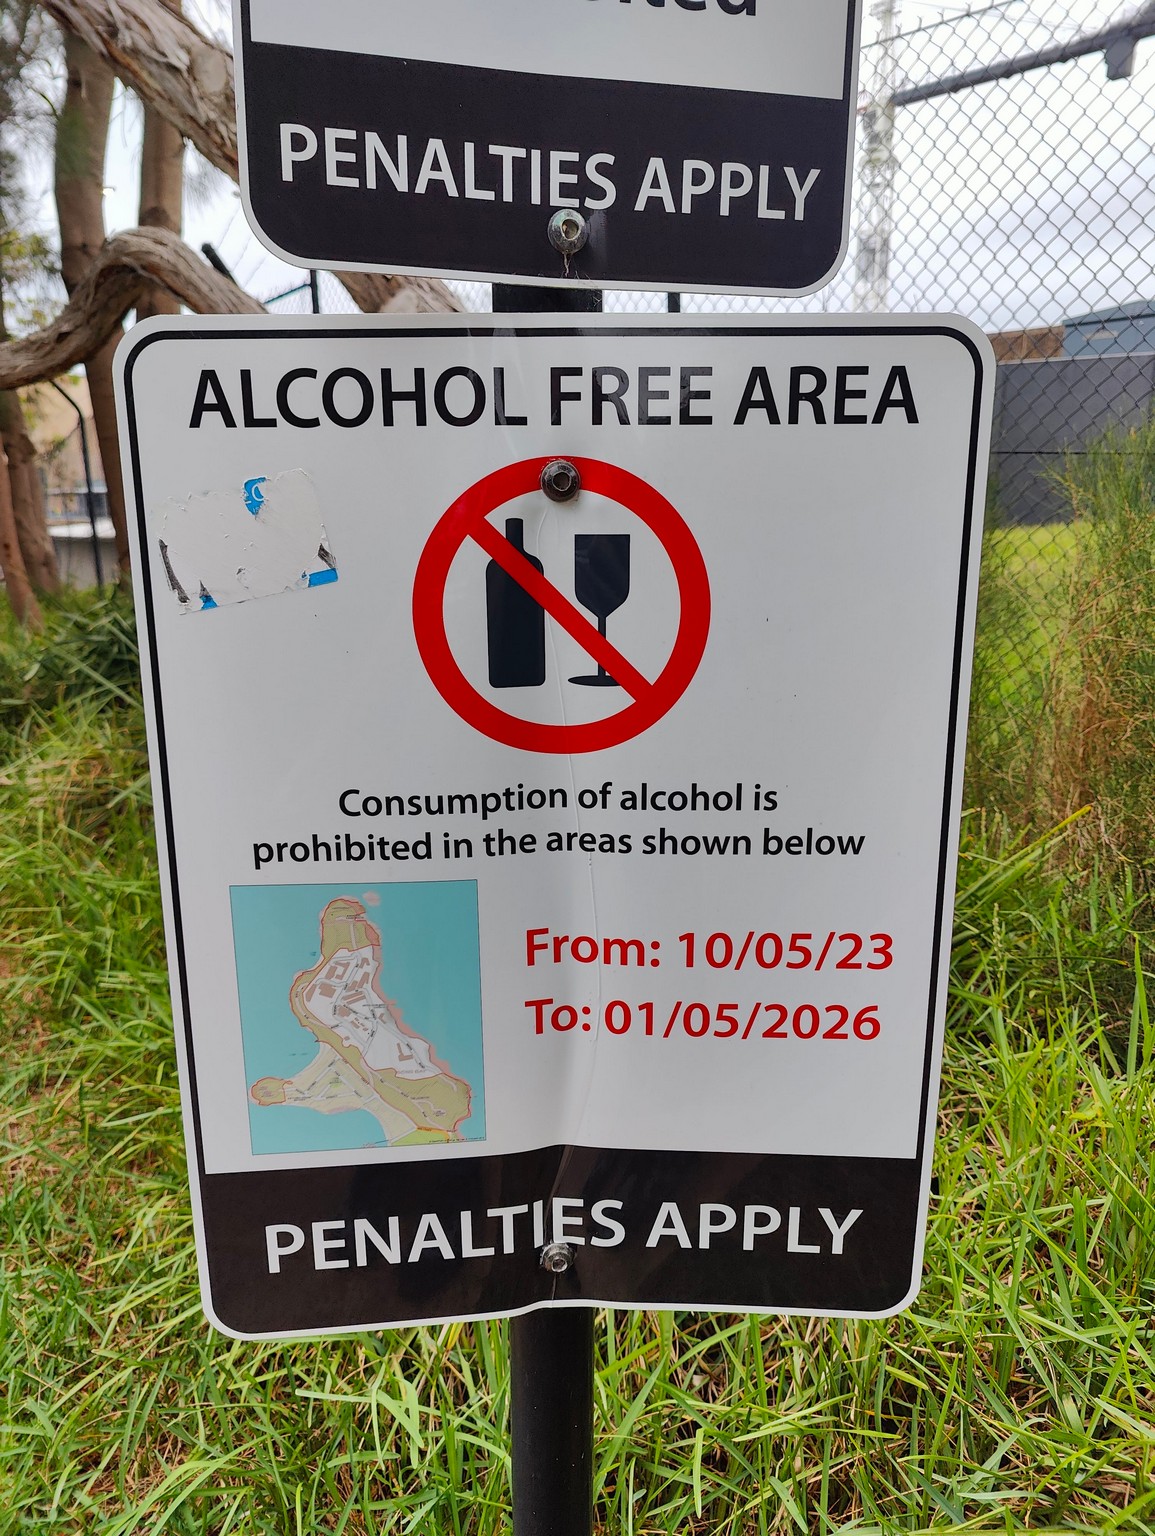 PENALTIES APPLY
ALCOHOL FREE AREA
Consumption of alcohol is
prohibited in the areas shown below
From: 10/05/23
To: 01/05/2026
PENALTIES APPLY